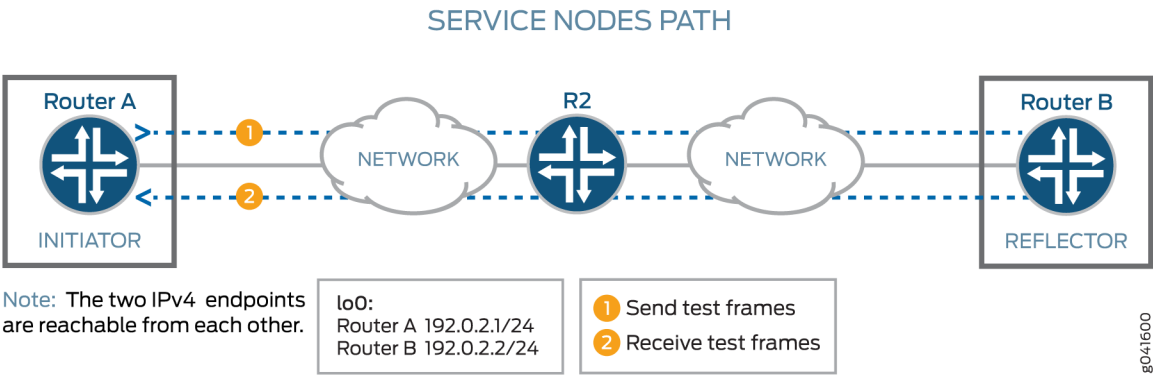 SERVICE NODES PATH
Router A
R2
Router B
1
NETWORK
NETWORK
2
INITIATOR
REFLECTOR
Note: The two IPv4 endpoints
are reachable from each other.
lo0:
Router A 192.0.2.1/24
Router B 192.0.2.2/24
1 Send test frames
2 Receive test frames
g041600